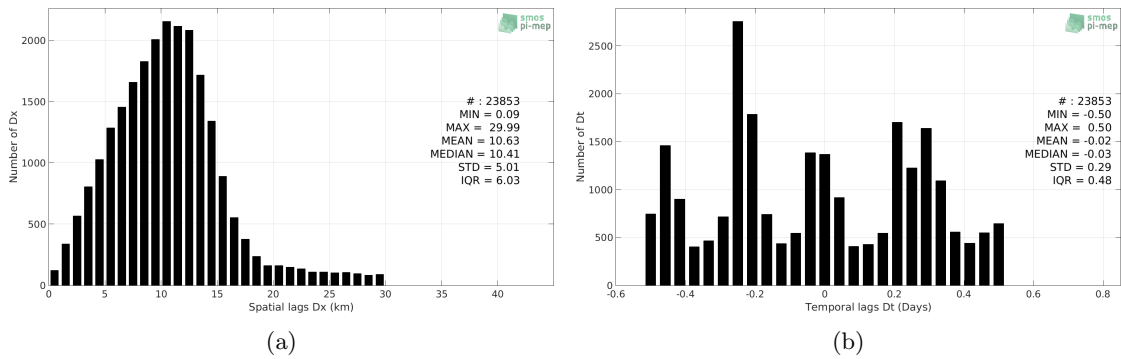 smos
pi-mep
2000
1500
1000
500
0
Number of Dx
# : 23853
MIN = 0.09
MAX = 29.99
MEAN = 10.63
MEDIAN = 10.41
STD = 5.01
IQR = 6.03
0 5 10 15 20 25 30 35 40
Spatial lags Dx (km)
(a)
smos
pi-mep
2500
2000
1500
1000
500
0
Number of Dt
# : 23853
MIN = -0.50
MAX = 0.50
MEAN = -0.02
MEDIAN = -0.03
STD = 0.29
IQR = 0.48
-0.6 -0.4 -0.2 0 0.2 0.4 0.6 0.8
Temporal lags Dt (Days)
(b)